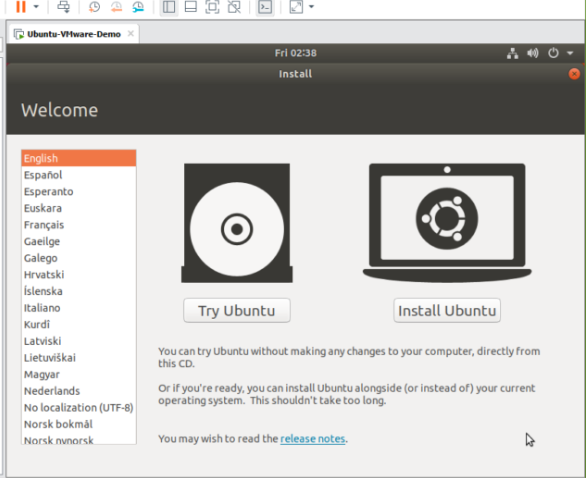 Ubuntu-VMware-Demo
Fri 02:38
Install
Welcome
English
Español
Esperanto
Euskara
Français
Gaeilge
Galego
Hrvatski
Íslenska
Italiano
Kurdî
Latviski
Lietuviškai
Magyar
Nederlands
No localization (UTF-8)
Norsk bokmål
Norsk nynorsk
Try Ubuntu
Install Ubuntu
You can try Ubuntu without making any changes to your computer, directly from
this CD.
Or if you're ready, you can install Ubuntu alongside (or instead of) your current
operating system. This shouldn't take too long.
You may wish to read the release notes.